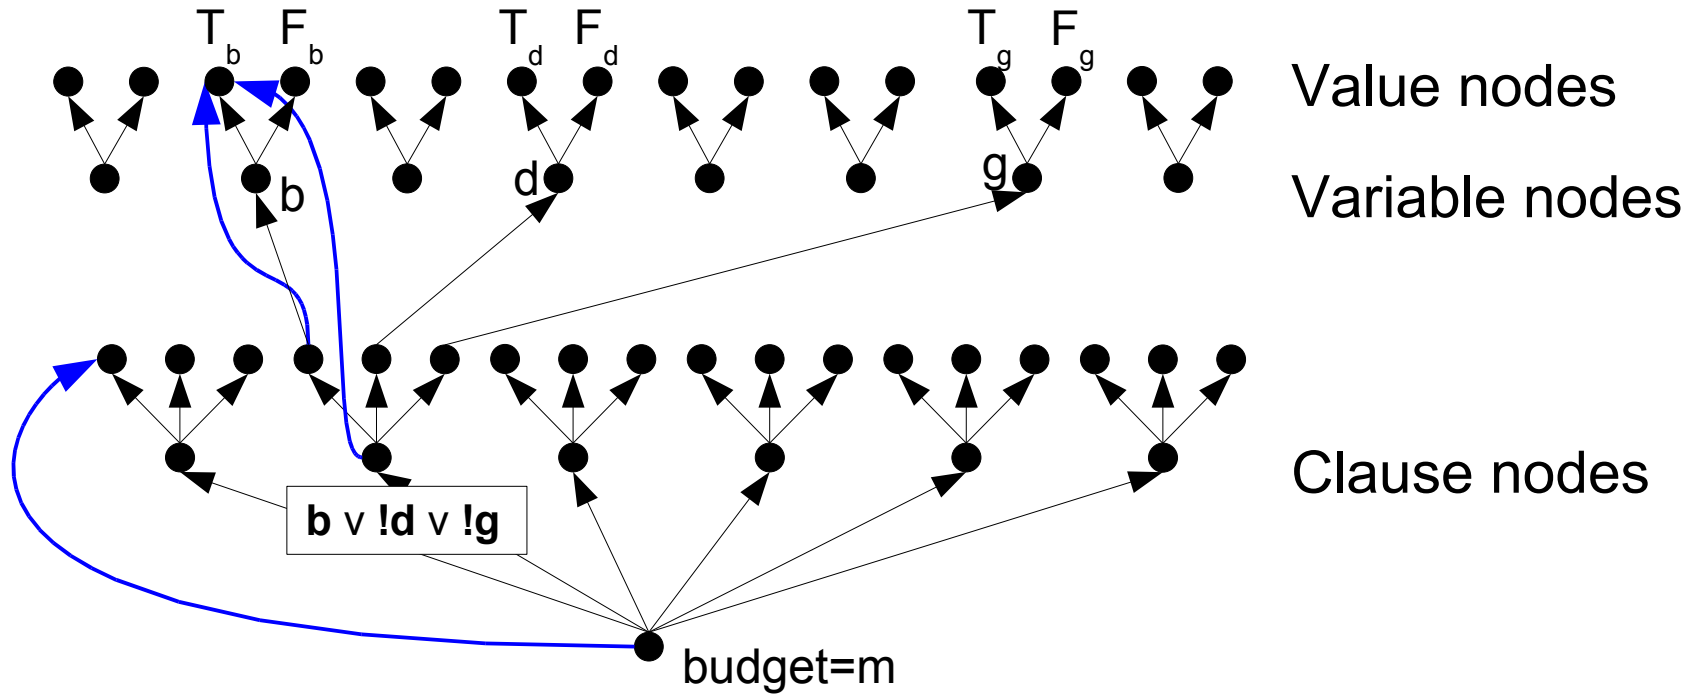 T_b F_b T_d F_d T_g F_g
Value nodes
b d g
Variable nodes
Clause nodes
b v !d v !g
budget=m